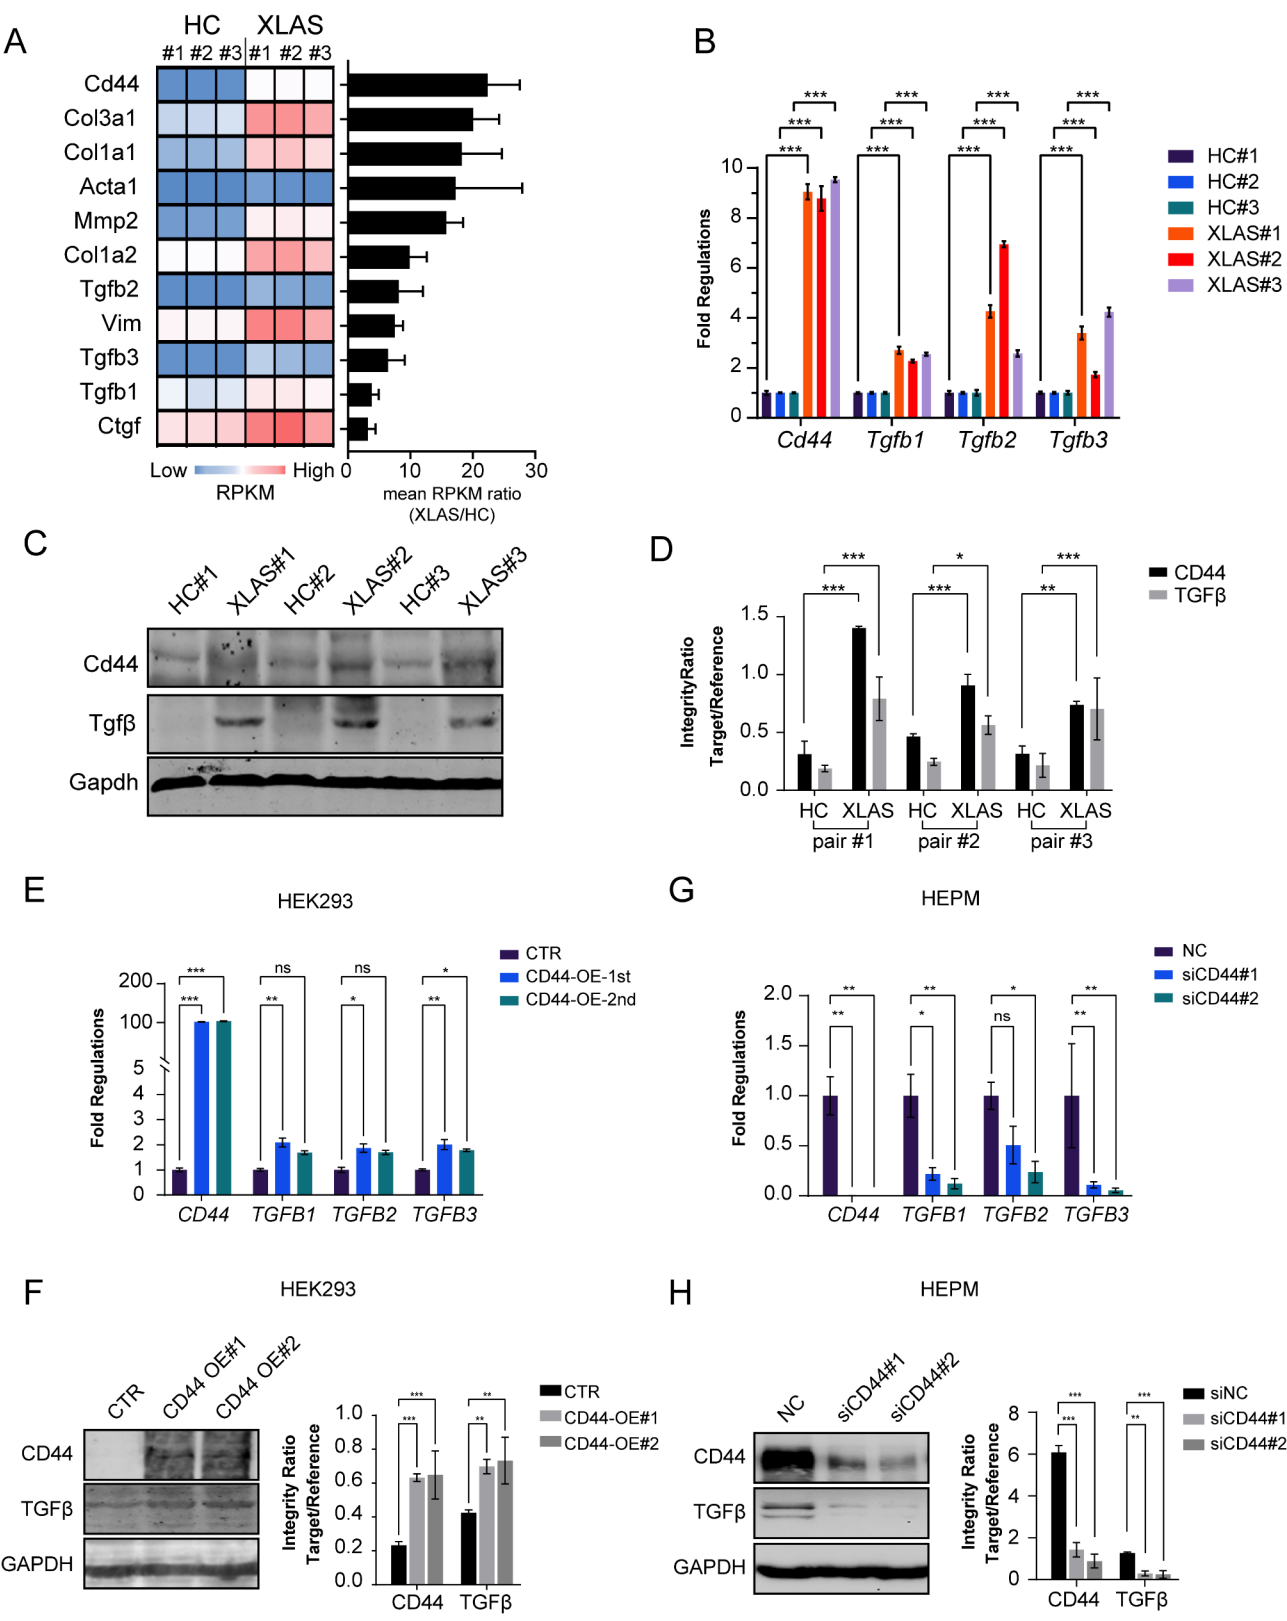 A
HC XLAS
#1 #2 #3 #1 #2 #3
Cd44
Col3a1
Col1a1
Acta1
Mmp2
Col1a2
Tgfb2
Vim
Tgfb3
Tgfb1
Ctgf
Low High
RPKM
0 10 20 30
mean RPKM ratio
(XLAS/HC)
B
*** *** *** ***
*** *** *** ***
*** *** *** ***
10
8
6
4
2
0
Fold Regulations
Cd44 Tgfb1 Tgfb2 Tgfb3
HC#1
HC#2
HC#3
XLAS#1
XLAS#2
XLAS#3
C
HC#1 XLAS#1 HC#2 XLAS#2 HC#3 XLAS#3
Cd44
Tgfβ
Gapdh
D
*** * ***
*** *** **
CD44
TGFβ
1.5
1.0
0.5
0.0
IntegrityRatio
Target/Reference
HC XLAS HC XLAS HC XLAS
pair #1 pair #2 pair #3
E
HEK293
CTR
CD44-OE-1st
CD44-OE-2nd
*** ns ns *
*** ** * **
200
100
5
4
3
2
1
0
Fold Regulations
CD44 TGFB1 TGFB2 TGFB3
G
HEPM
NC
siCD44#1
siCD44#2
** ** * **
** * ns **
2.0
1.5
1.0
0.5
0.0
Fold Regulations
CD44 TGFB1 TGFB2 TGFB3
F
HEK293
CTR CD44 OE#1 CD44 OE#2
CD44
TGFβ
GAPDH
*** **
*** **
CTR
CD44-OE#1
CD44-OE#2
1.0
0.8
0.6
0.4
0.2
0.0
Integrity Ratio
Target/Reference
CD44 TGFβ
H
HEPM
NC siCD44#1 siCD44#2
CD44
TGFβ
GAPDH
*** ***
*** **
siNC
siCD44#1
siCD44#2
8
6
4
2
0
Integrity Ratio
Target/Reference
CD44 TGFβ